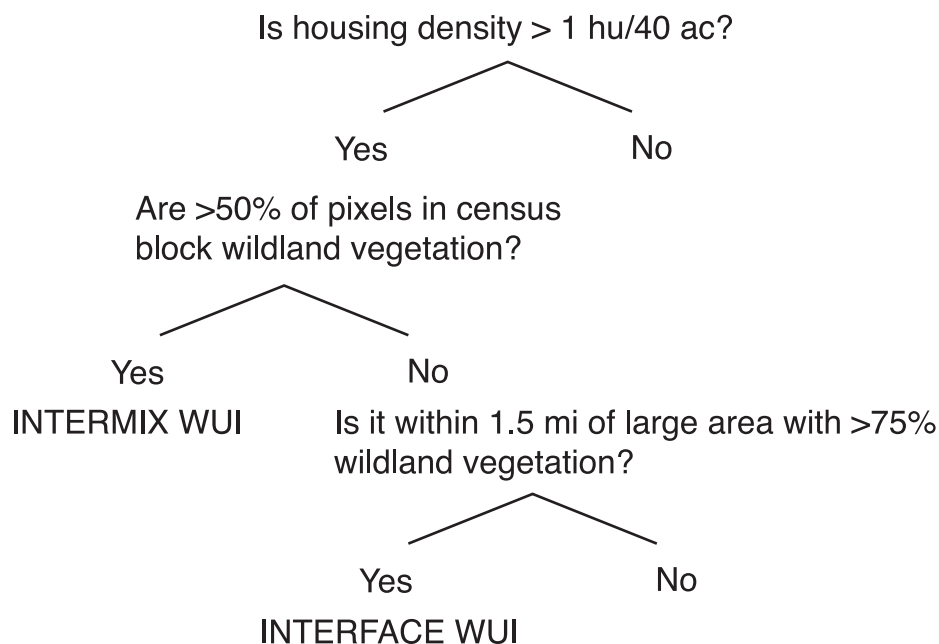 Is housing density > 1 hu/40 ac?
Yes
No
Are >50% of pixels in census
block wildland vegetation?
Yes
No
INTERMIX WUI
Is it within 1.5 mi of large area with >75%
wildland vegetation?
Yes
No
INTERFACE WUI